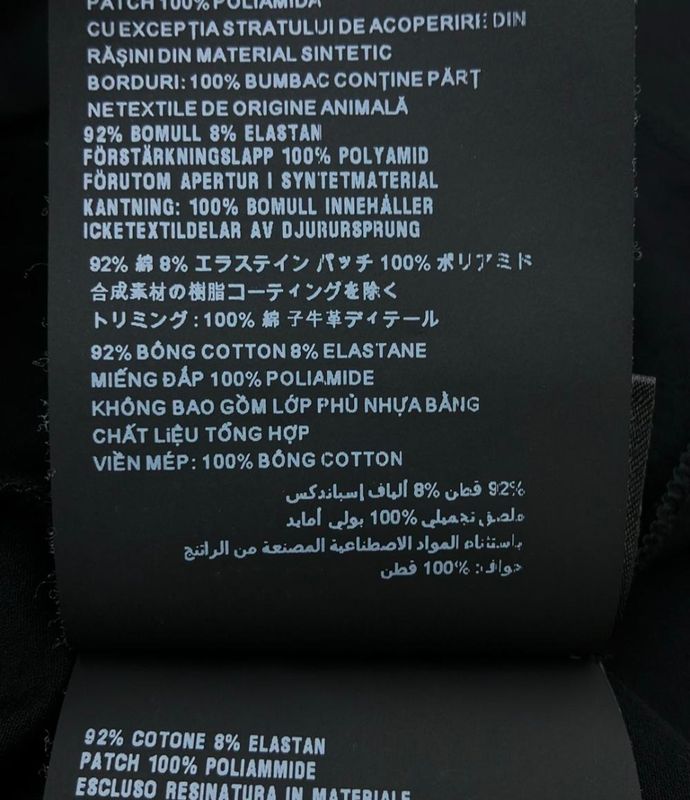 PATCH 100% POLIAMIDA
CU EXCEPȚIA STRATULUI DE ACOPERIRE DIN
RĂȘINI DIN MATERIAL SINTETIC
BORDURI: 100% BUMBAC CONȚINE PĂRȚ
NETEXTILE DE ORIGINE ANIMALĂ
92% BOMULL 8% ELASTAN
FÖRSTÄRKNINGSLAPP 100% POLYAMID
FÖRUTOM APERTUR I SYNTETMATERIAL
KANTNING: 100% BOMULL INNEHÅLLER
ICKETEXTILDELAR AV DJURURSPRUNG
92% 綿 8% エラステイン パッチ 100% ポリアミド
合成素材の樹脂コーティングを除く
トリミング : 100% 綿 子牛革ディテール
92% BÔNG COTTON 8% ELASTANE
MIẾNG ĐẮP 100% POLIAMIDE
KHÔNG BAO GỒM LỚP PHỦ NHỰA BẰNG
CHẤT LIỆU TỔNG HỢP
VIỀN MÉP: 100% BÔNG COTTON
92% قطن 8% ألياف إسباندكس
ملصق تجميلي 100% بولي أمايد
باستثناء المواد الاصطناعية المصنعة من الراتنج
حواف: 100% قطن
92% COTONE 8% ELASTAN
PATCH 100% POLIAMMIDE
ESCLUSO RESINATURA IN MATERIALE